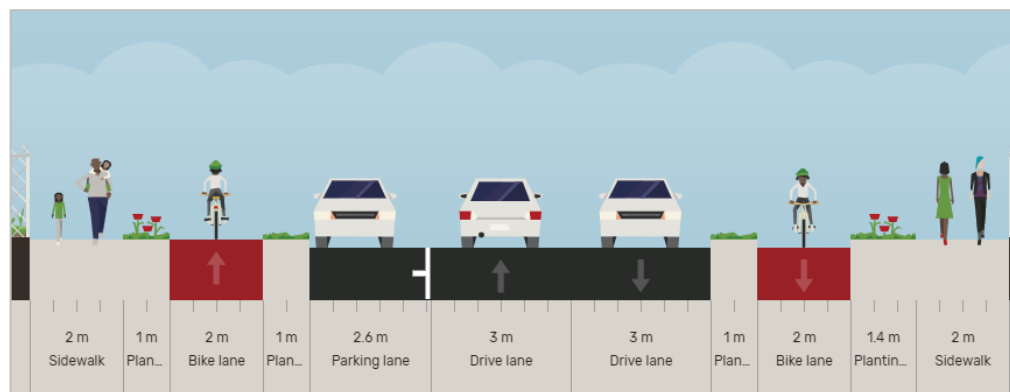 2 m
Sidewalk
1 m
Plan...
2 m
Bike lane
1 m
Plan...
2.6 m
Parking lane
3 m
Drive lane
3 m
Drive lane
1 m
Plan...
2 m
Bike lane
1.4 m
Plantin...
2 m
Sidewalk